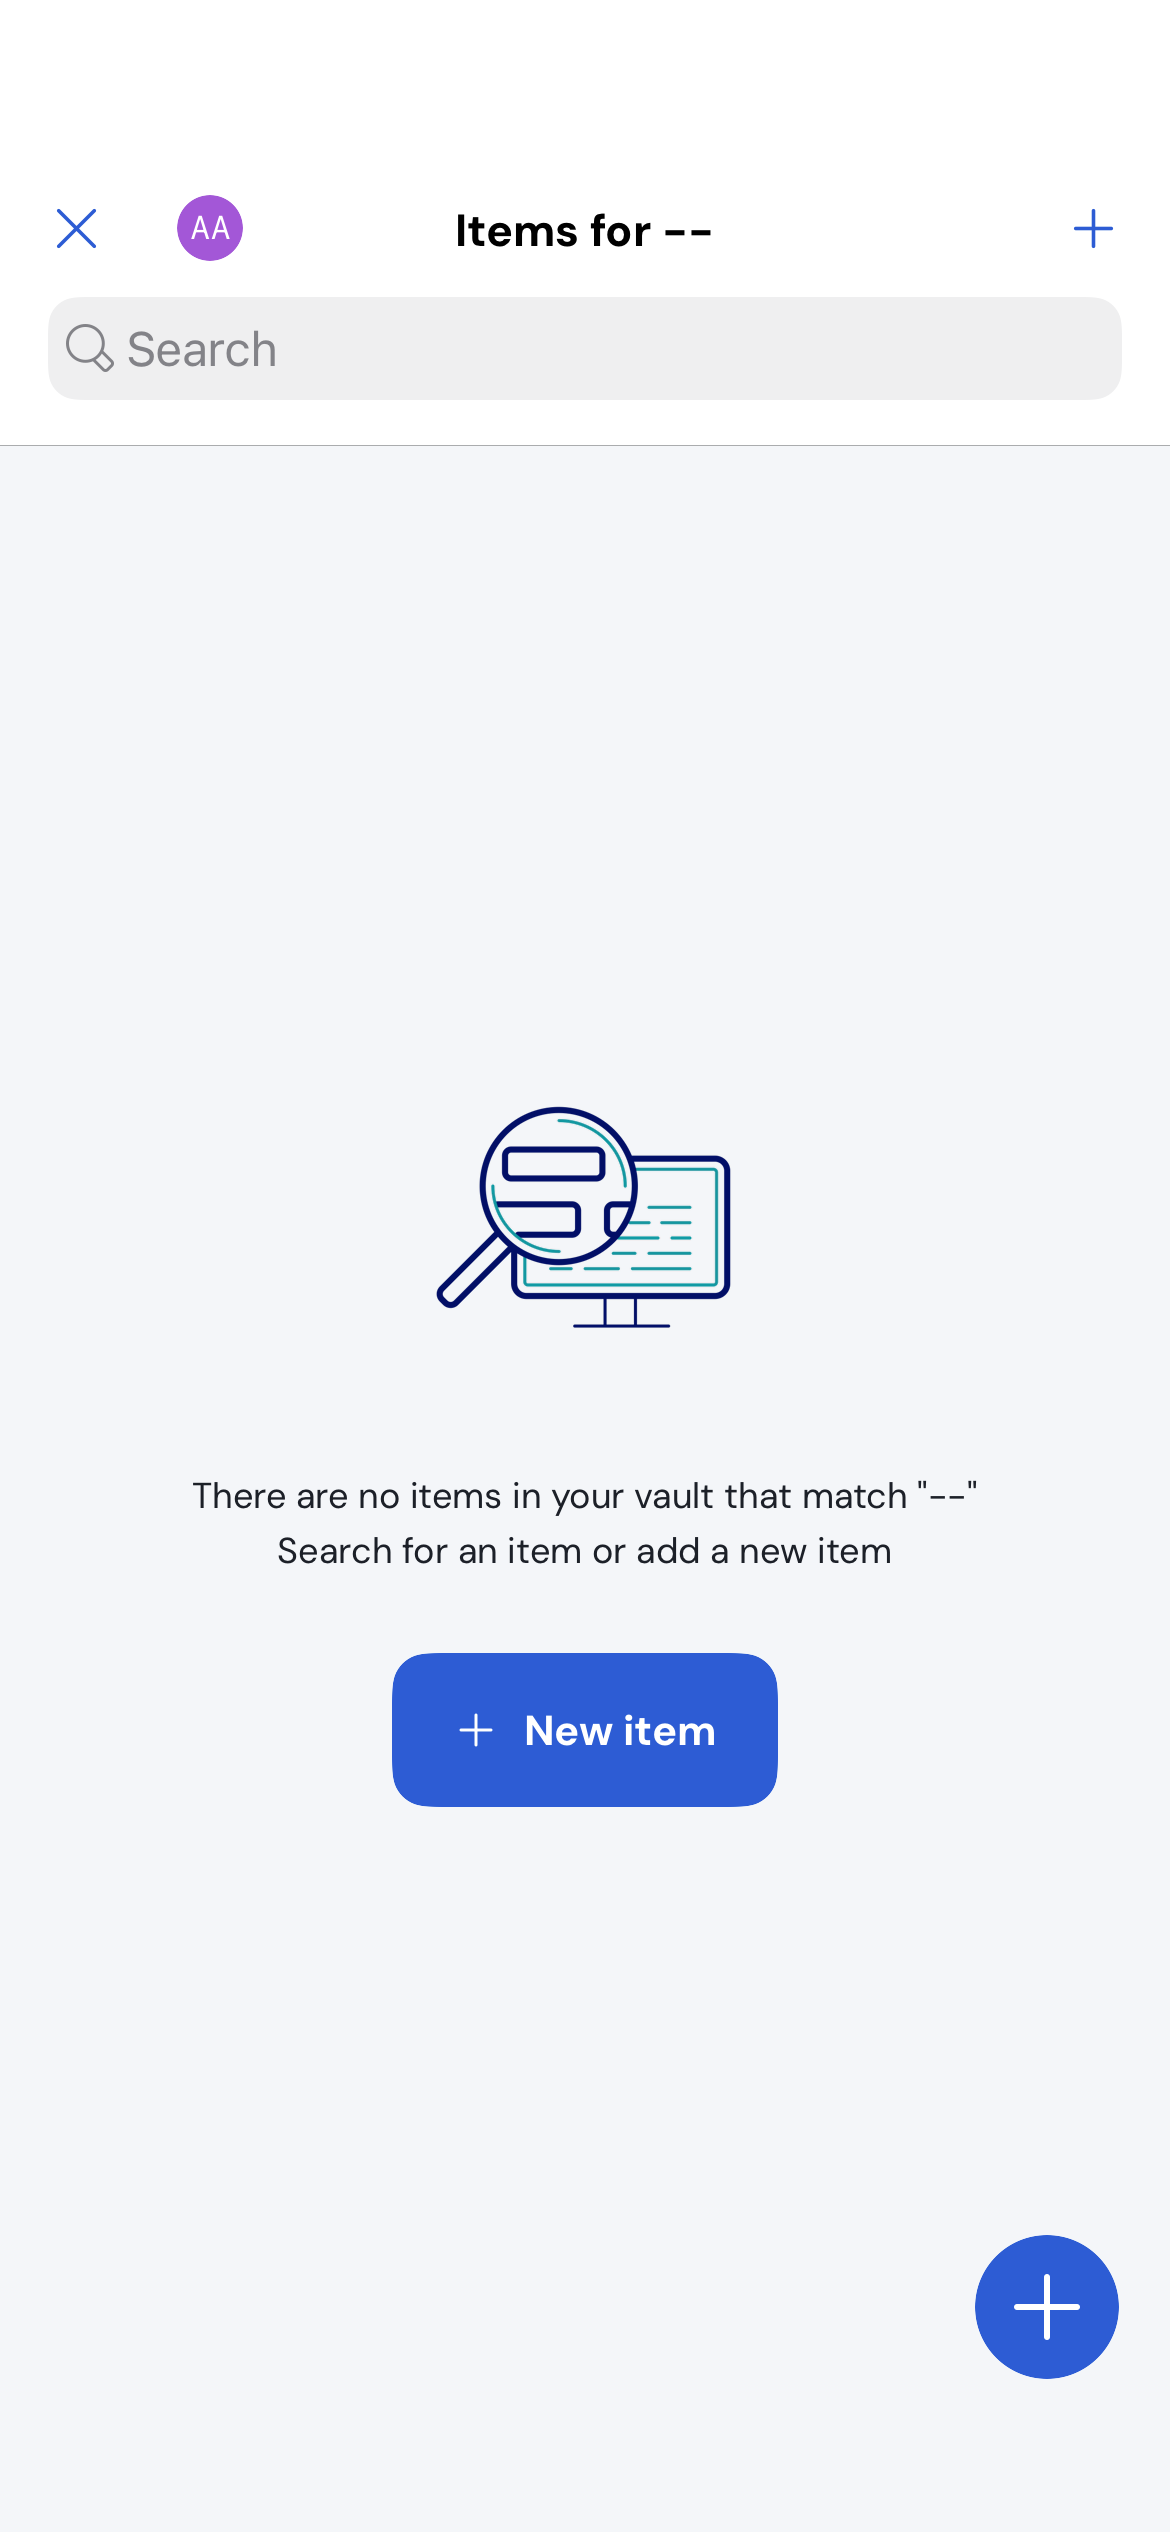 AA
Items for --
Search
There are no items in your vault that match "--"
Search for an item or add a new item
New item